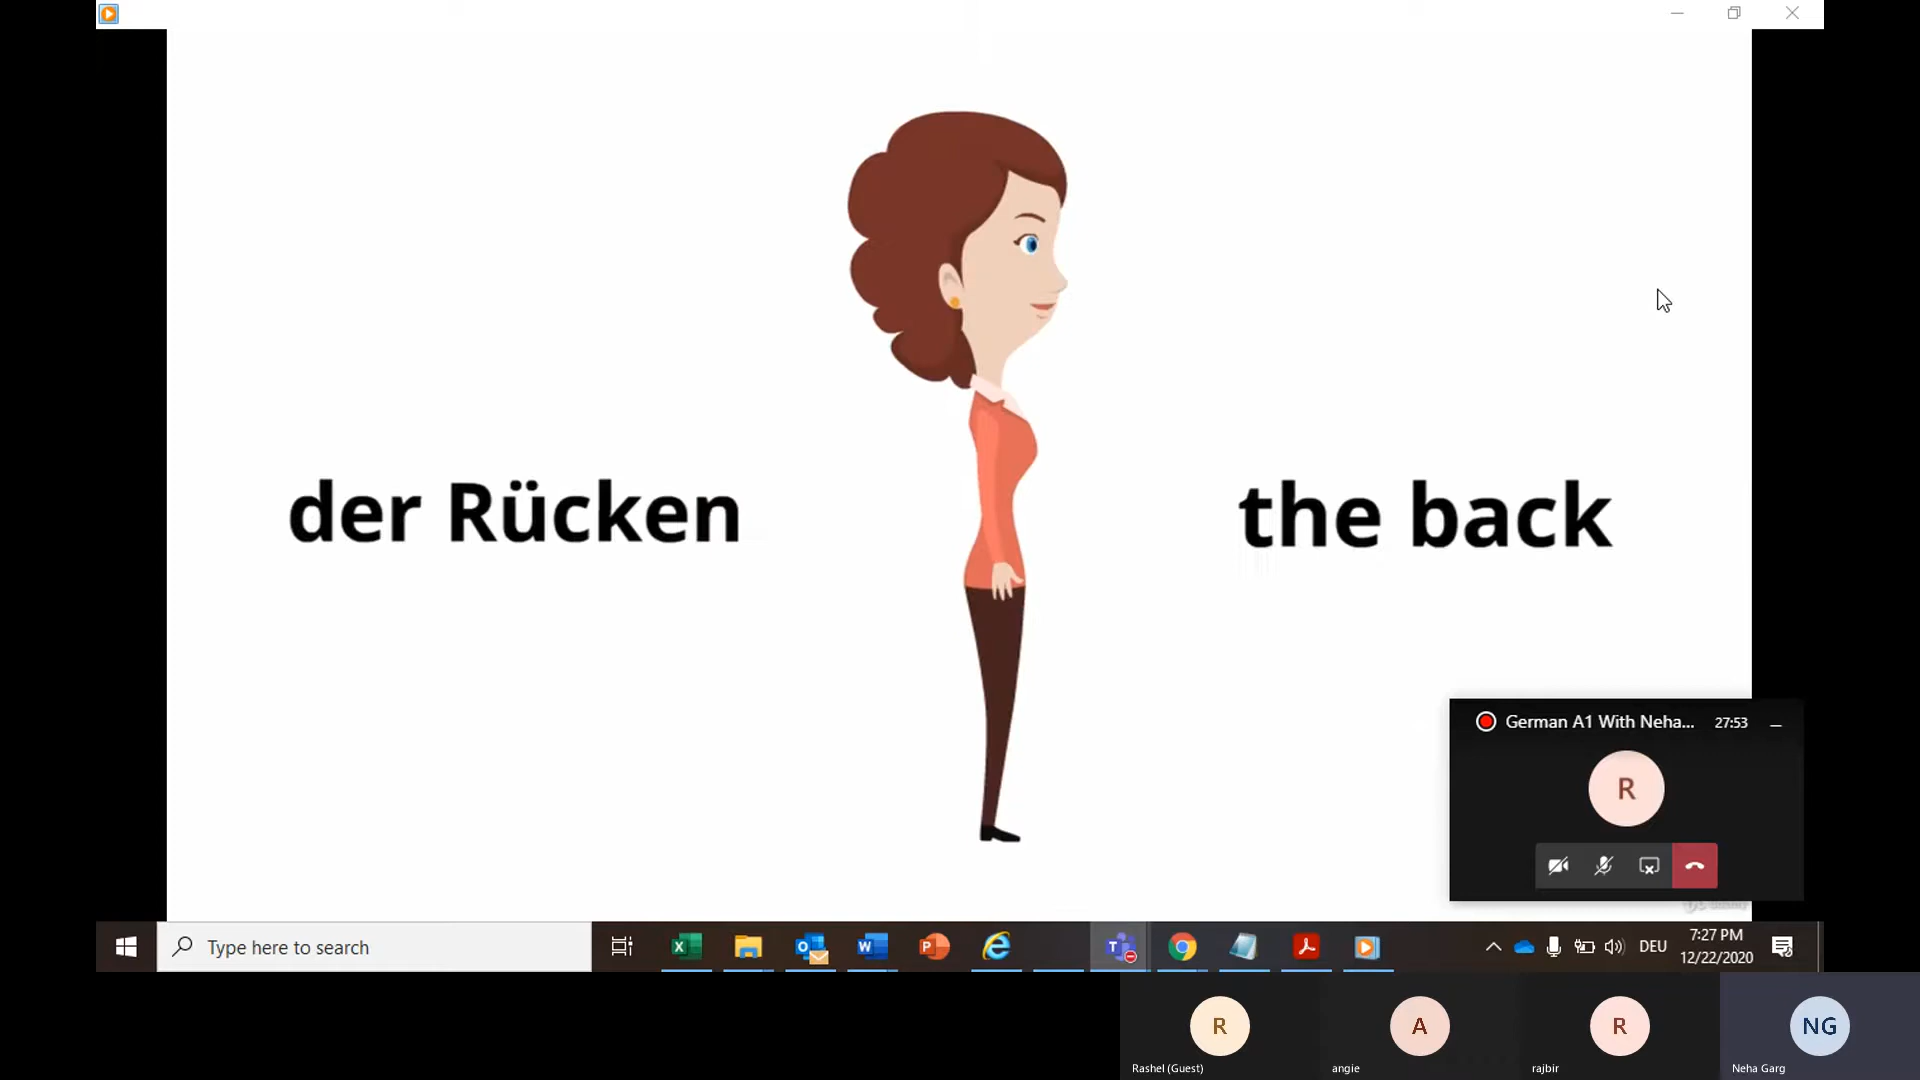 der Rücken
the back
German A1 With Neha... 27:53
R
Type here to search
DEU
7:27 PM
12/22/2020
R
A
R
NG
Rashel (Guest)
angie
rajbir
Neha Garg